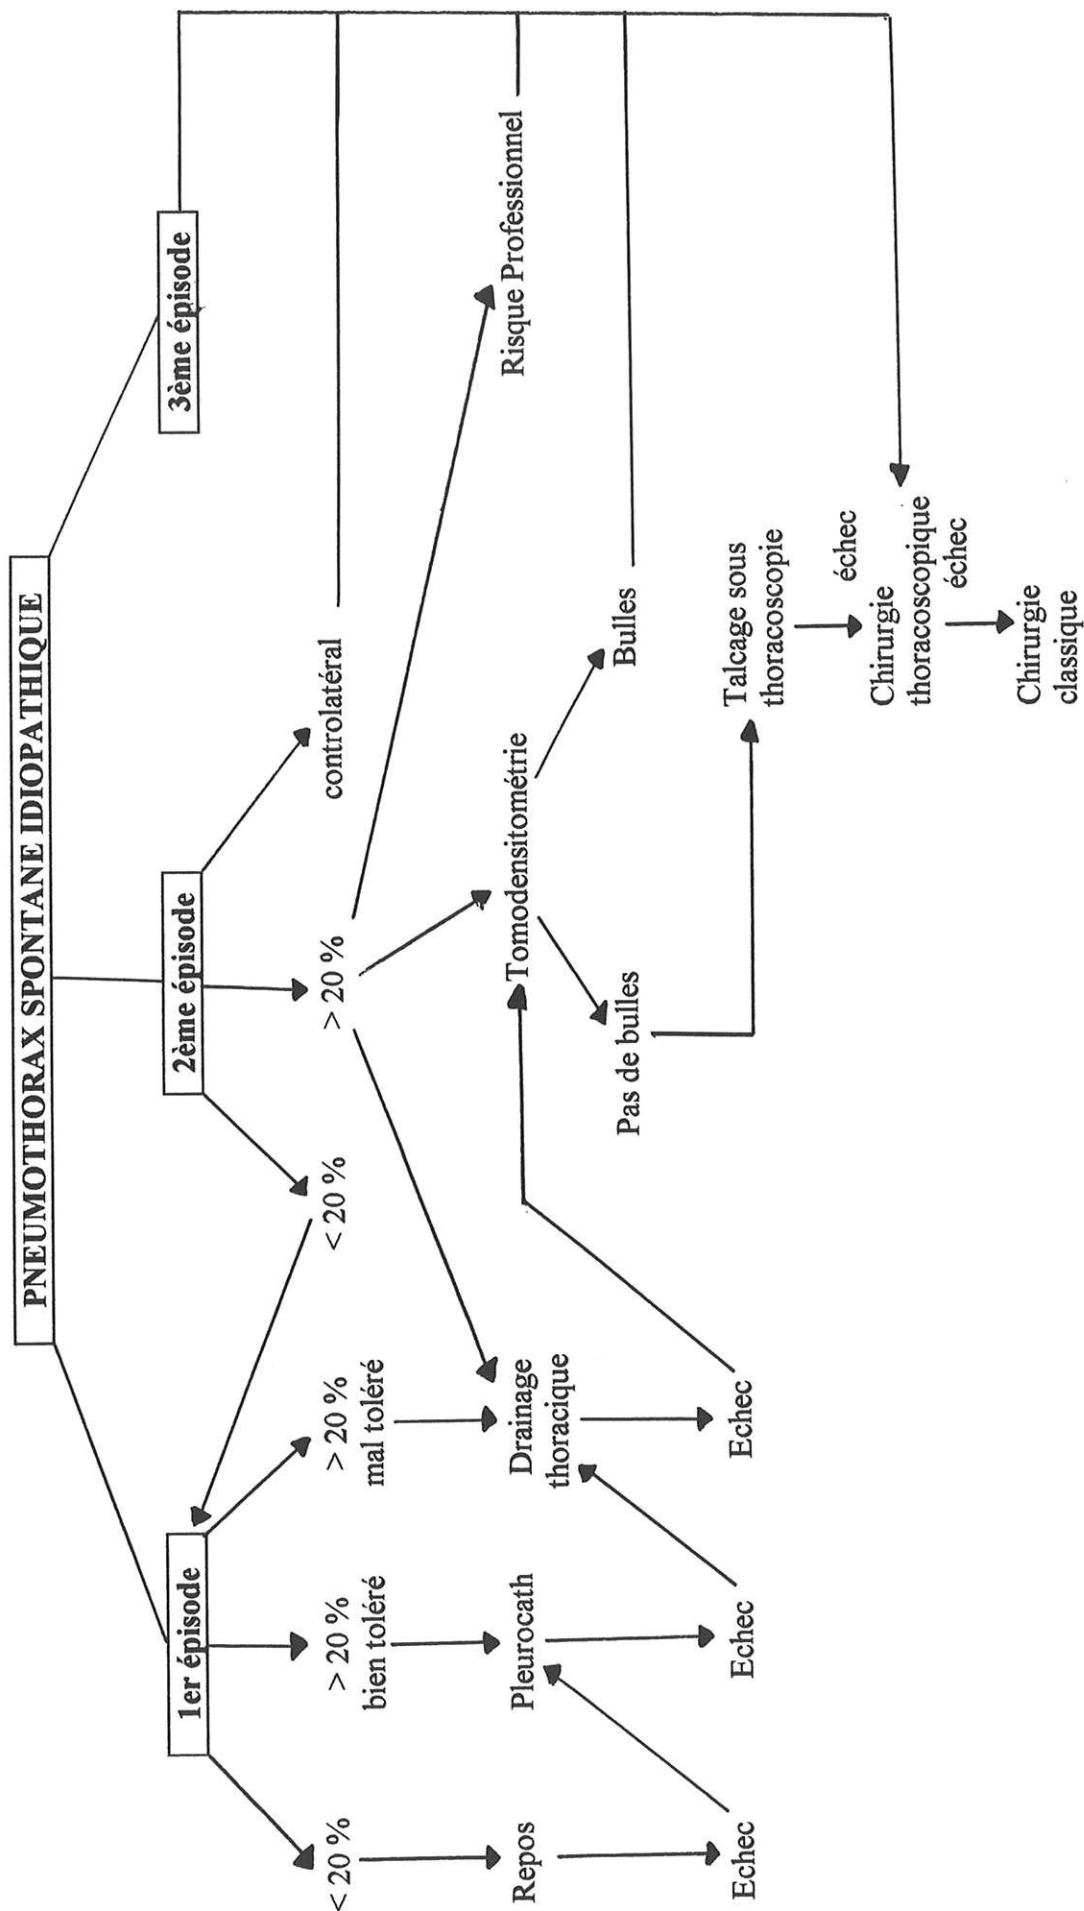 PNEUMOTHORAX SPONTANE IDIOPATHIQUE
1er épisode
2ème épisode
3ème épisode
< 20 %
> 20 %
bien toléré
> 20 %
mal toléré
< 20 %
> 20 %
controlatéral
Repos
Pleurocath
Drainage
thoracique
Tomodensitométrie
Risque Professionnel
Pas de bulles
Bulles
Echec
Echec
Echec
Talcage sous
thoracoscopie
échec
Chirurgie
thoracoscopique
échec
Chirurgie
classique